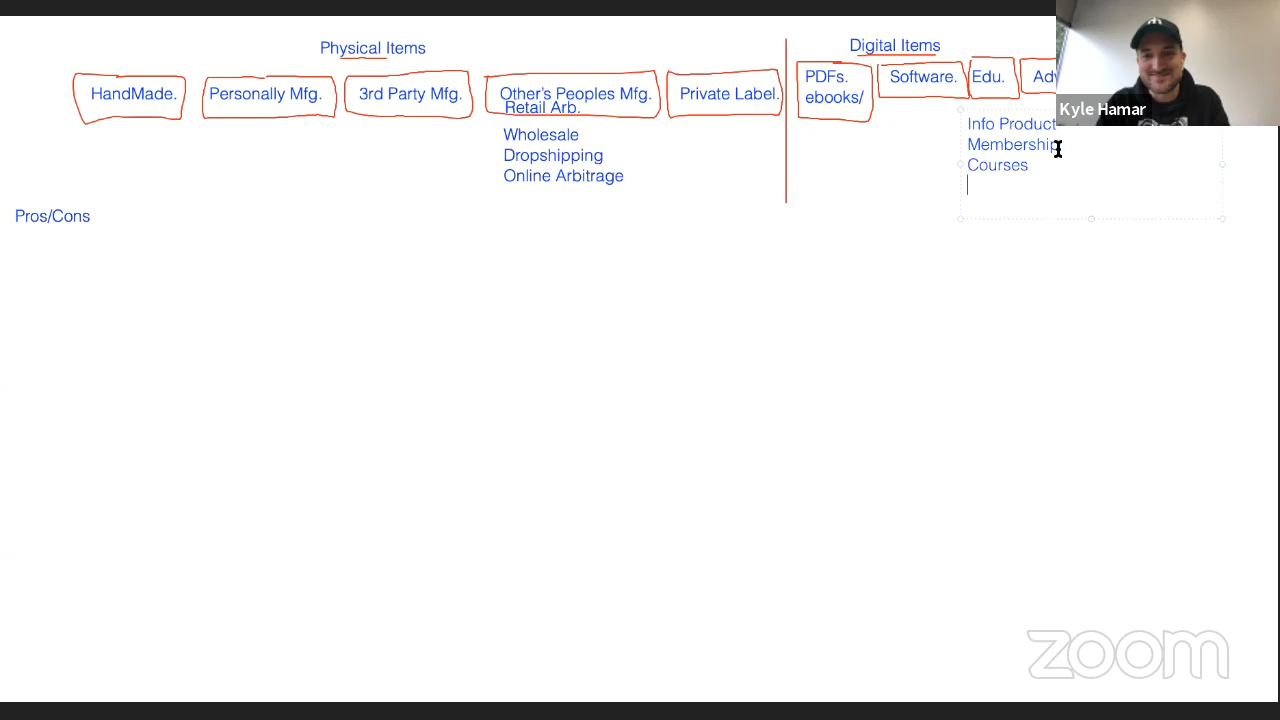 Physical Items
HandMade.
Personally Mfg.
3rd Party Mfg.
Other's Peoples Mfg.
Retail Arb.
Wholesale
Dropshipping
Online Arbitrage
Private Label.
Digital Items
PDFs.
ebooks/
Software.
Edu.
Adv
Info Product
Membership
Courses
Pros/Cons
Kyle Hamar
zoom